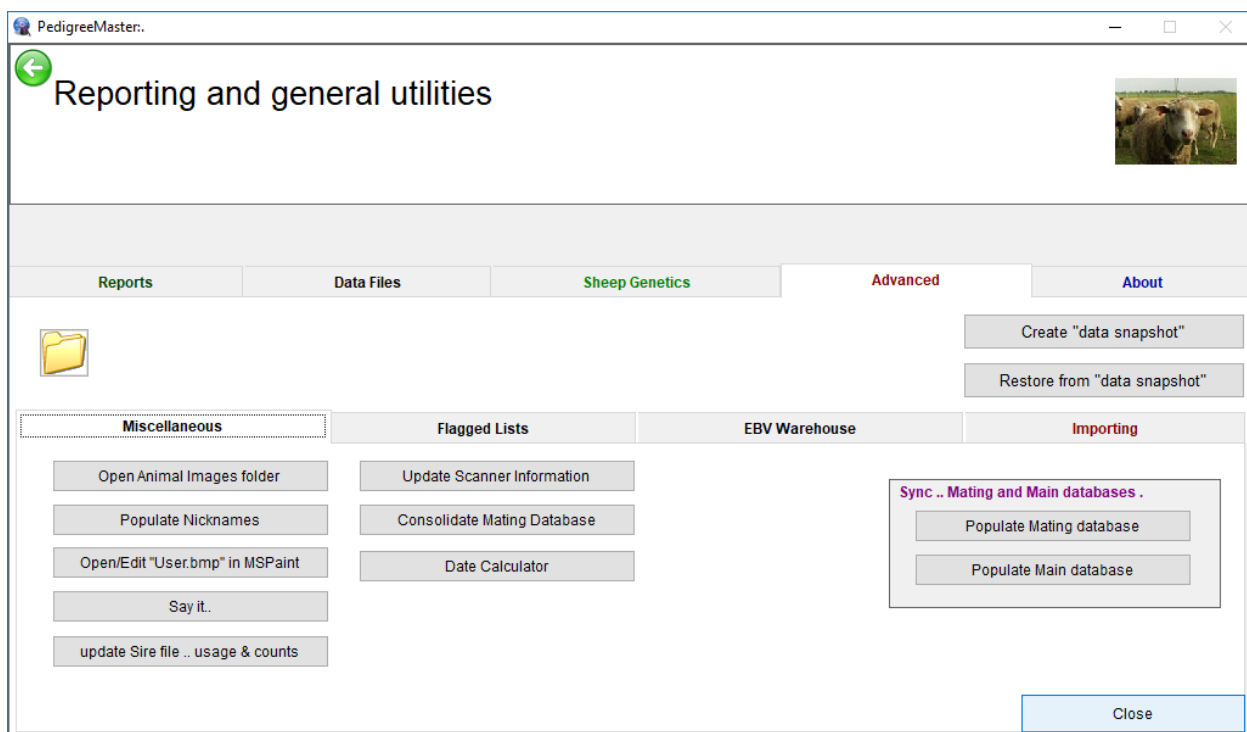 PedigreeMaster:.
Reporting and general utilities
Reports
Data Files
Sheep Genetics
Advanced
About
Create "data snapshot"
Restore from "data snapshot"
Miscellaneous
Flagged Lists
EBV Warehouse
Importing
Open Animal Images folder
Update Scanner Information
Sync .. Mating and Main databases .
Populate Nicknames
Consolidate Mating Database
Populate Mating database
Open/Edit "User.bmp" in MSPaint
Date Calculator
Populate Main database
Say it..
update Sire file .. usage & counts
Close